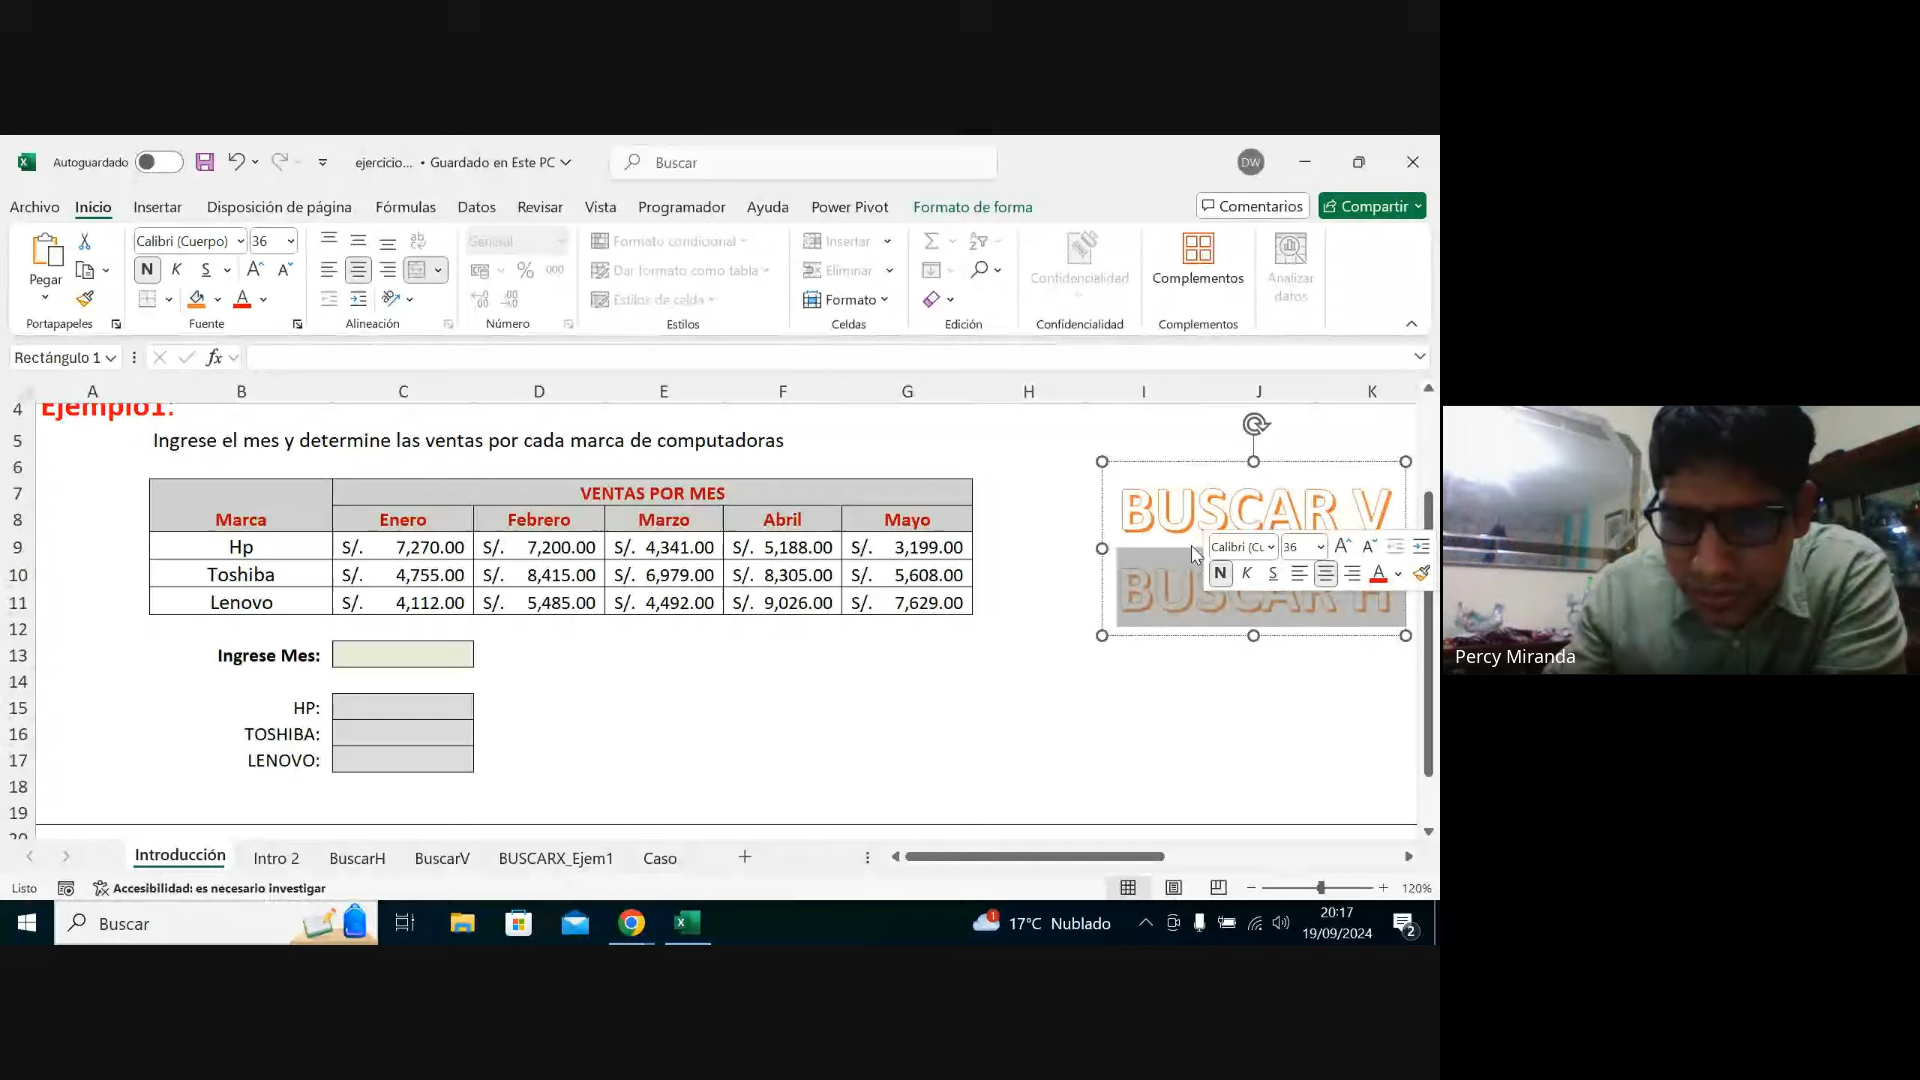 Autoguardado ejercicio... • Guardado en Este PC Buscar DW
Archivo Inicio Insertar Disposición de página Fórmulas Datos Revisar Vista Programador Ayuda Power Pivot Formato de forma Comentarios Compartir
Calibri (Cuerpo) 36 General Formato condicional Insertar
Pegar N K S Dar formato como tabla Eliminar Confidencialidad Complementos Analizar datos
Estilos de celda Formato
Portapapeles Fuente Alineación Número Estilos Celdas Edición Confidencialidad Complementos
Rectángulo 1 fx
A B C D E F G H I J K
4 Ejemplo1:
5 Ingrese el mes y determine las ventas por cada marca de computadoras
6
7 VENTAS POR MES
8 Marca Enero Febrero Marzo Abril Mayo
9 Hp S/. 7,270.00 S/. 7,200.00 S/. 4,341.00 S/. 5,188.00 S/. 3,199.00
10 Toshiba S/. 4,755.00 S/. 8,415.00 S/. 6,979.00 S/. 8,305.00 S/. 5,608.00
11 Lenovo S/. 4,112.00 S/. 5,485.00 S/. 4,492.00 S/. 9,026.00 S/. 7,629.00
12
13 Ingrese Mes:
14
15 HP:
16 TOSHIBA:
17 LENOVO:
18
19
20
BUSCAR V
BUSCAR H
Calibri (Cu 36
N K S
Percy Miranda
Introducción Intro 2 BuscarH BuscarV BUSCARX_Ejem1 Caso
Listo Accesibilidad: es necesario investigar 120%
Buscar 1 17°C Nublado 20:17
19/09/2024 2